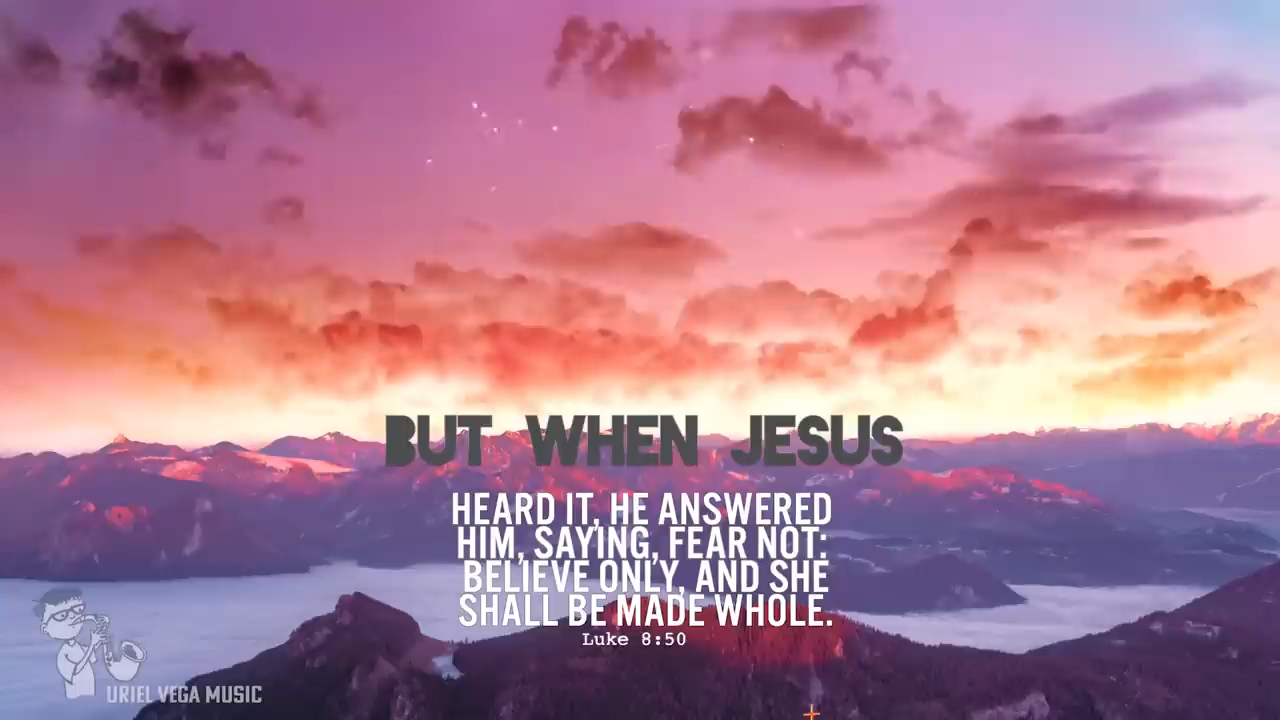 BUT WHEN JESUS
HEARD IT, HE ANSWERED
HIM, SAYING, FEAR NOT:
BELIEVE ONLY, AND SHE
SHALL BE MADE WHOLE.
Luke 8:50
URIEL VEGA MUSIC